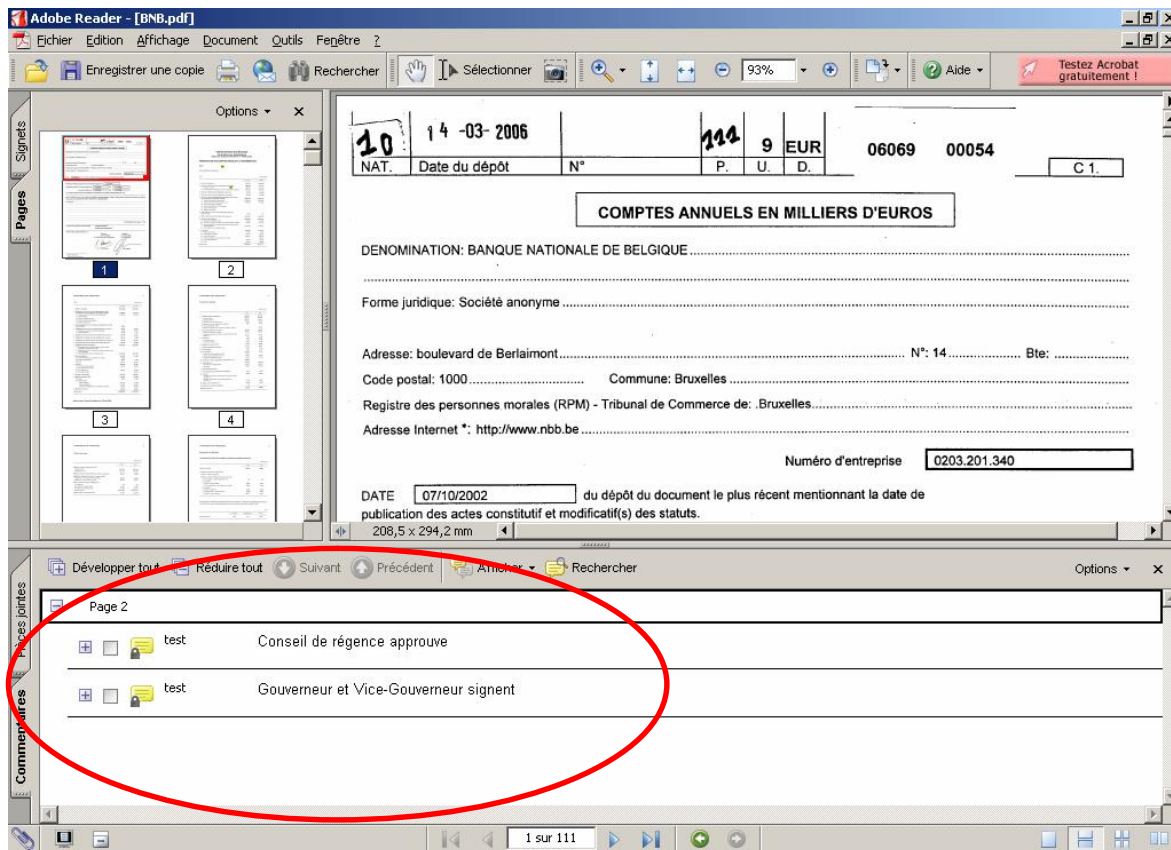 Adobe Reader - [BNB.pdf]
Fichier Edition Affichage Document Outils Fenêtre ?
Enregistrer une copie Rechercher Sélectionner 93% Aide Testez Acrobat gratuitement !
Signets
Pages
Options x
1
2
3
4
10 14 -03- 2006 111 9 EUR 06069 00054
NAT. Date du dépôt N° P. U. D. C 1.
COMPTES ANNUELS EN MILLIERS D'EUROS
DENOMINATION: BANQUE NATIONALE DE BELGIQUE
Forme juridique: Société anonyme
Adresse: boulevard de Berlaimont N°: 14 Bte:
Code postal: 1000 Commune: Bruxelles
Registre des personnes morales (RPM) - Tribunal de Commerce de: .Bruxelles
Adresse Internet *: http://www.nbb.be
Numéro d'entreprise 0203.201.340
DATE 07/10/2002 du dépôt du document le plus récent mentionnant la date de
publication des actes constitutif et modificatif(s) des statuts.
208,5 x 294,2 mm
Développer tout Réduire tout Suivant Précédent Afficher Rechercher Options x
Pièces jointes
Commentaires
Page 2
test Conseil de régence approuve
test Gouverneur et Vice-Gouverneur signent
1 sur 111